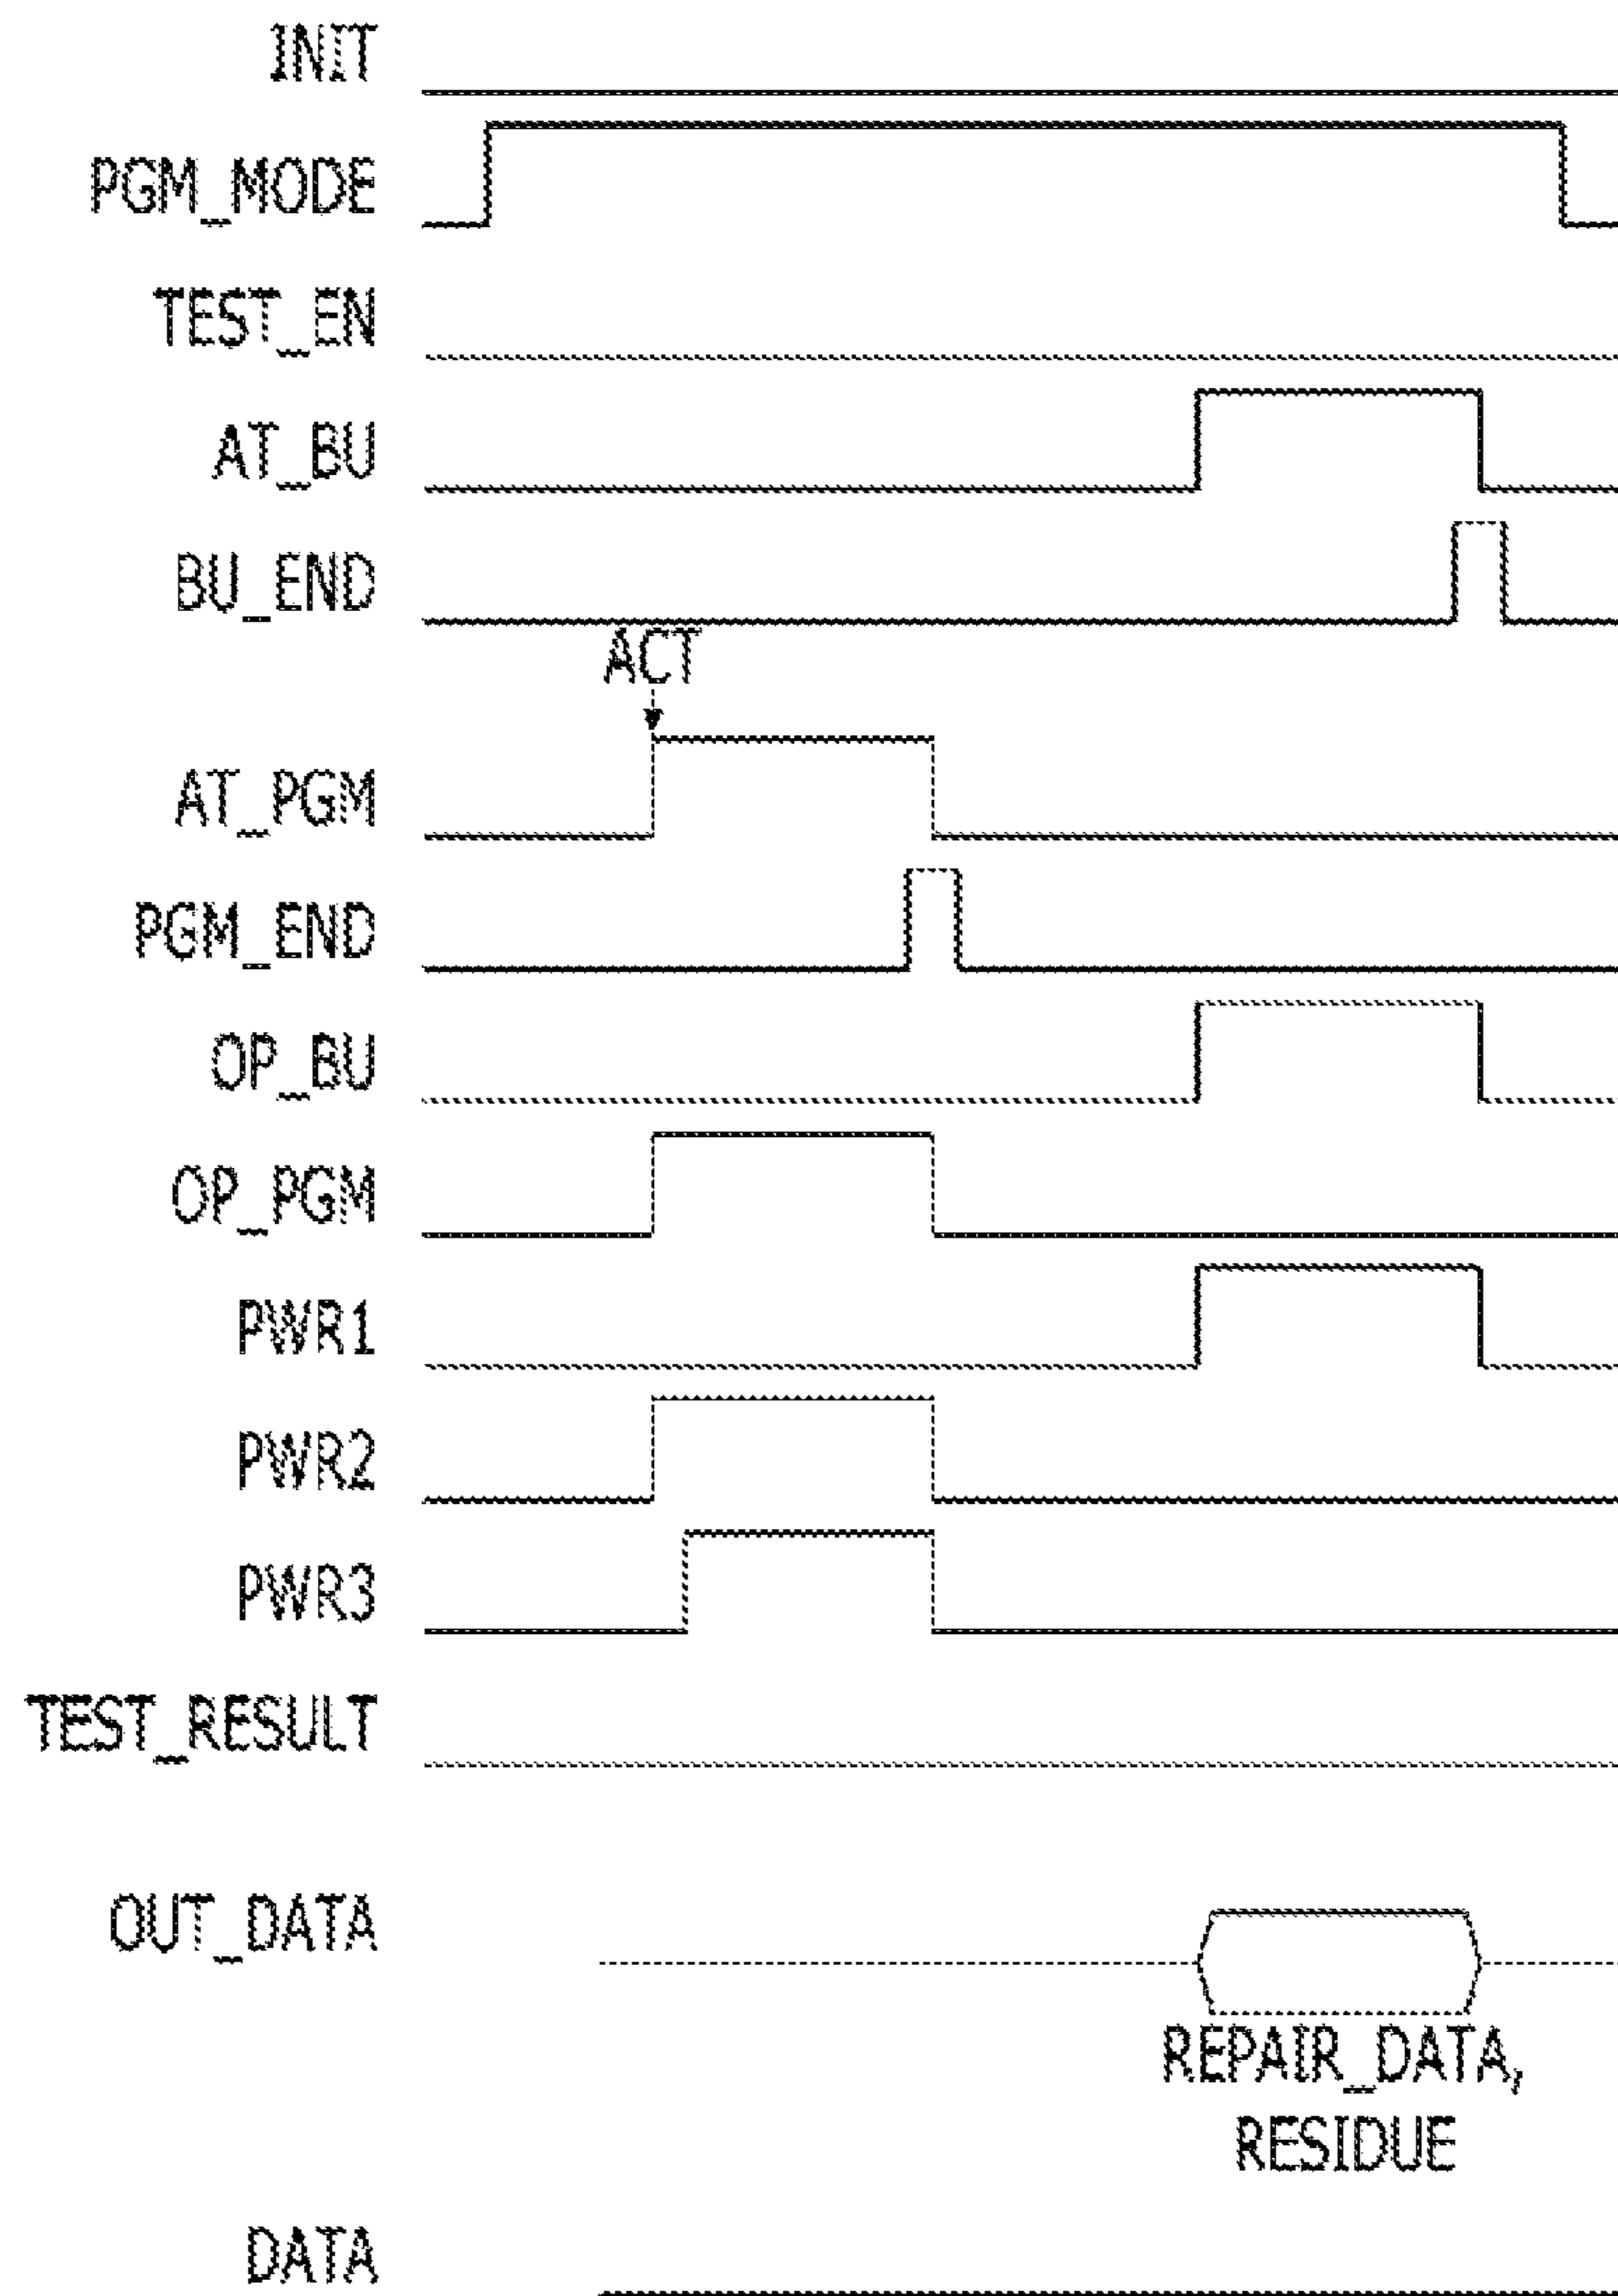 INIT
PGM_MODE
TEST_EN
AT_BU
BU_END
ACT
AT_PGM
PGM_END
OP_BU
OP_PGM
PWR1
PWR2
PWR3
TEST_RESULT
OUT_DATA
REPAIR_DATA,
RESIDUE
DATA